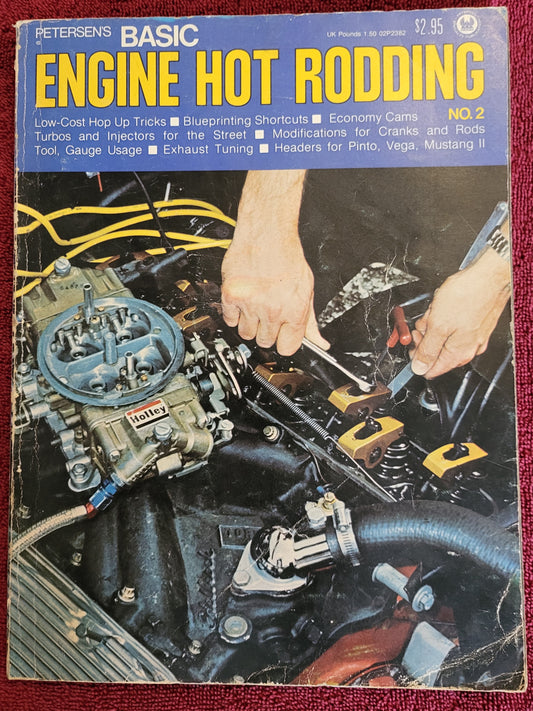 PETERSEN'S BASIC
UK Pounds 1.50 02P2382 $2.95
ENGINE HOT RODDING
Low-Cost Hop Up Tricks ■ Blueprinting Shortcuts ■ Economy Cams NO.2
Turbos and Injectors for the Street ■ Modifications for Cranks and Rods
Tool, Gauge Usage ■ Exhaust Tuning ■ Headers for Pinto, Vega, Mustang II
Holley